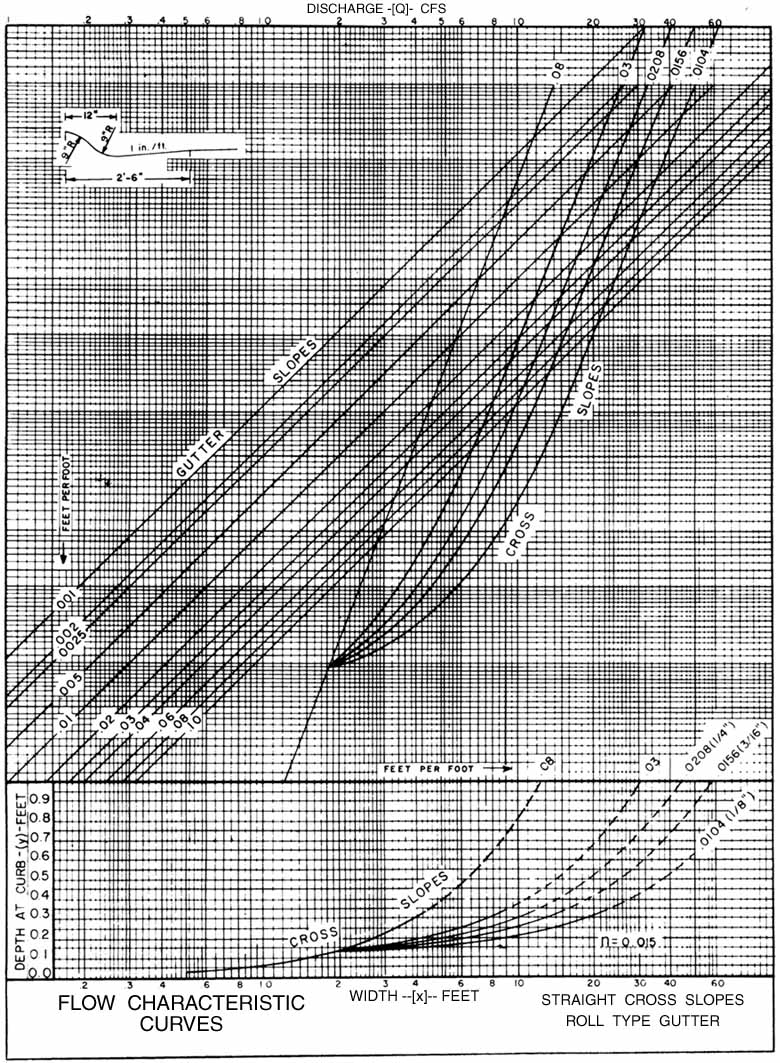 DISCHARGE -[Q]- CFS
.1 .2 .3 .4 .5 .6 .8 1.0 2 3 4 5 6 8 10 20 30 40 50 60
.08 .03 .0208 .0156 .0104
12"
9"R 9"R
1 in./ft.
2'-6"
SLOPES
GUTTER
SLOPES
CROSS
FEET PER FOOT
.001
.002
.0025
.005
.01 .02 .03 .04 .06 .08 .10
FEET PER FOOT
.08 .03 .0208(1/4") .0156(3/16")
.0104(1/8")
DEPTH AT CURB-(y)-FEET
0.9
0.8
0.7
0.6
0.5
0.4
0.3
0.2
0.1
0.0
SLOPES
CROSS
n=0.015
.2 .3 .4 .6 .8 1.0 2 3 4 6 8 10 20 30 40 60
WIDTH --[x]-- FEET
FLOW CHARACTERISTIC
CURVES
STRAIGHT CROSS SLOPES
ROLL TYPE GUTTER